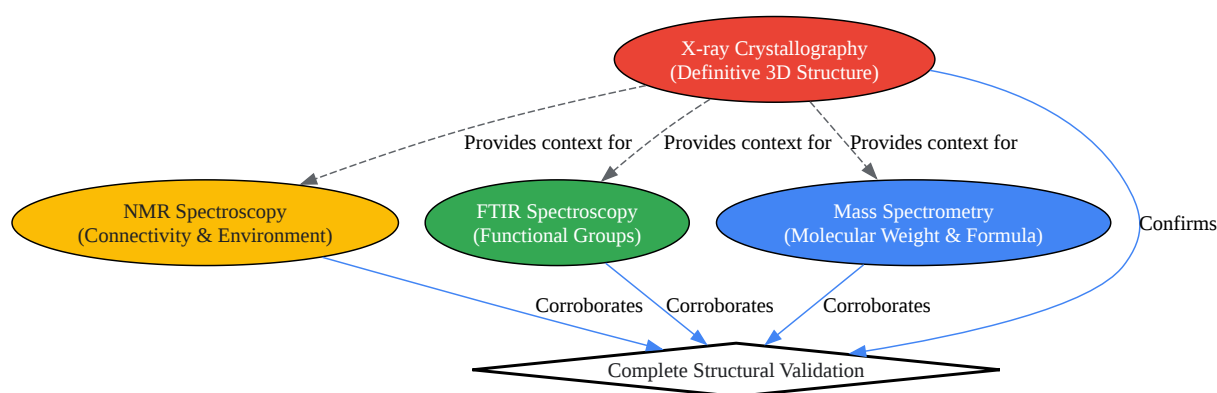 X-ray Crystallography
(Definitive 3D Structure)
Provides context for
Provides context for
Provides context for
NMR Spectroscopy
(Connectivity & Environment)
FTIR Spectroscopy
(Functional Groups)
Mass Spectrometry
(Molecular Weight & Formula)
Confirms
Corroborates
Corroborates
Corroborates
Complete Structural Validation